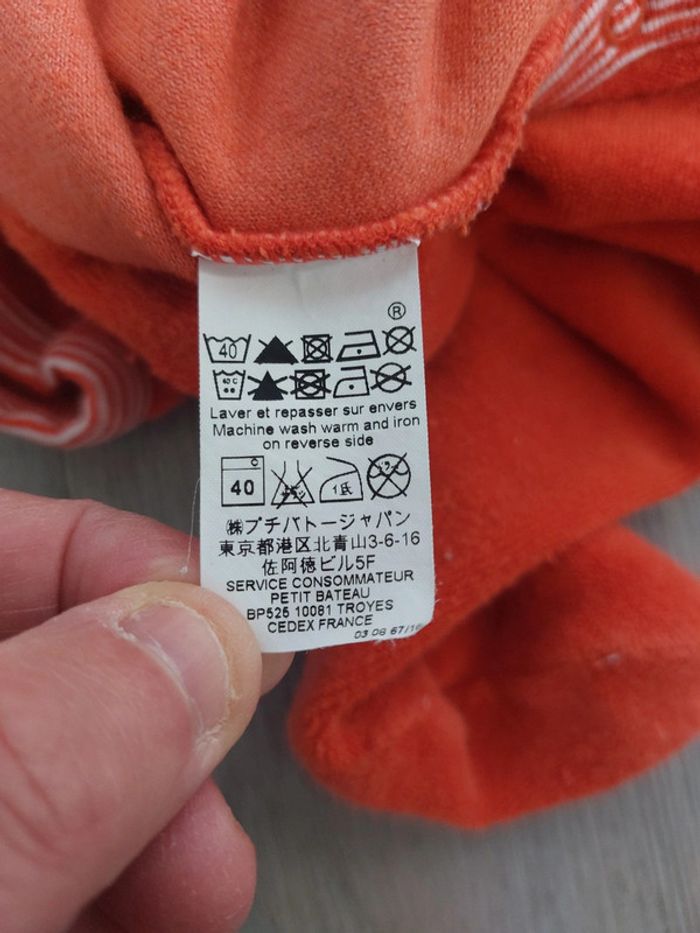 ®
40
40 C
Laver et repasser sur envers
Machine wash warm and iron
on reverse side
40
㈱プチバトージャパン
東京都港区北青山3-6-16
佐阿徳ビル5F
SERVICE CONSOMMATEUR
PETIT BATEAU
BP525 10081 TROYES
CEDEX FRANCE